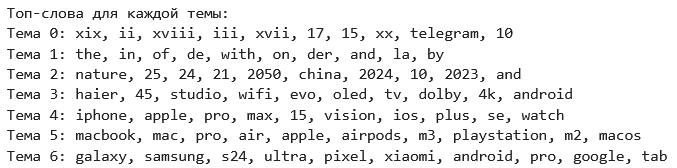 Топ-слова для каждой темы:
Тема 0: xix, ii, xviii, iii, xvii, 17, 15, xx, telegram, 10
Тема 1: the, in, of, de, with, on, der, and, la, by
Тема 2: nature, 25, 24, 21, 2050, china, 2024, 10, 2023, and
Тема 3: haier, 45, studio, wifi, evo, oled, tv, dolby, 4k, android
Тема 4: iphone, apple, pro, max, 15, vision, ios, plus, se, watch
Тема 5: macbook, mac, pro, air, apple, airpods, m3, playstation, m2, macos
Тема 6: galaxy, samsung, s24, ultra, pixel, xiaomi, android, pro, google, tab